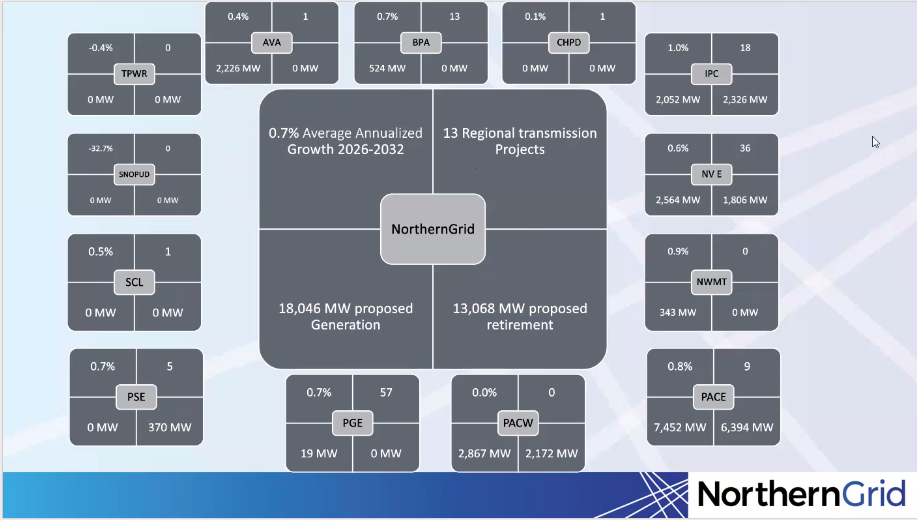 0.4% 1
AVA
2,226 MW 0 MW
0.7% 13
BPA
524 MW 0 MW
0.1% 1
CHPD
0 MW 0 MW
-0.4% 0
TPWR
0 MW 0 MW
1.0% 18
IPC
2,052 MW 2,326 MW
-32.7% 0
SNOPUD
0 MW 0 MW
0.7% Average Annualized
Growth 2026-2032
13 Regional transmission
Projects
NorthernGrid
18,046 MW proposed
Generation
13,068 MW proposed
retirement
0.6% 36
NV E
2,564 MW 1,806 MW
0.5% 1
SCL
0 MW 0 MW
0.9% 0
NWMT
343 MW 0 MW
0.7% 5
PSE
0 MW 370 MW
0.7% 57
PGE
19 MW 0 MW
0.0% 0
PACW
2,867 MW 2,172 MW
0.8% 9
PACE
7,452 MW 6,394 MW
NorthernGrid